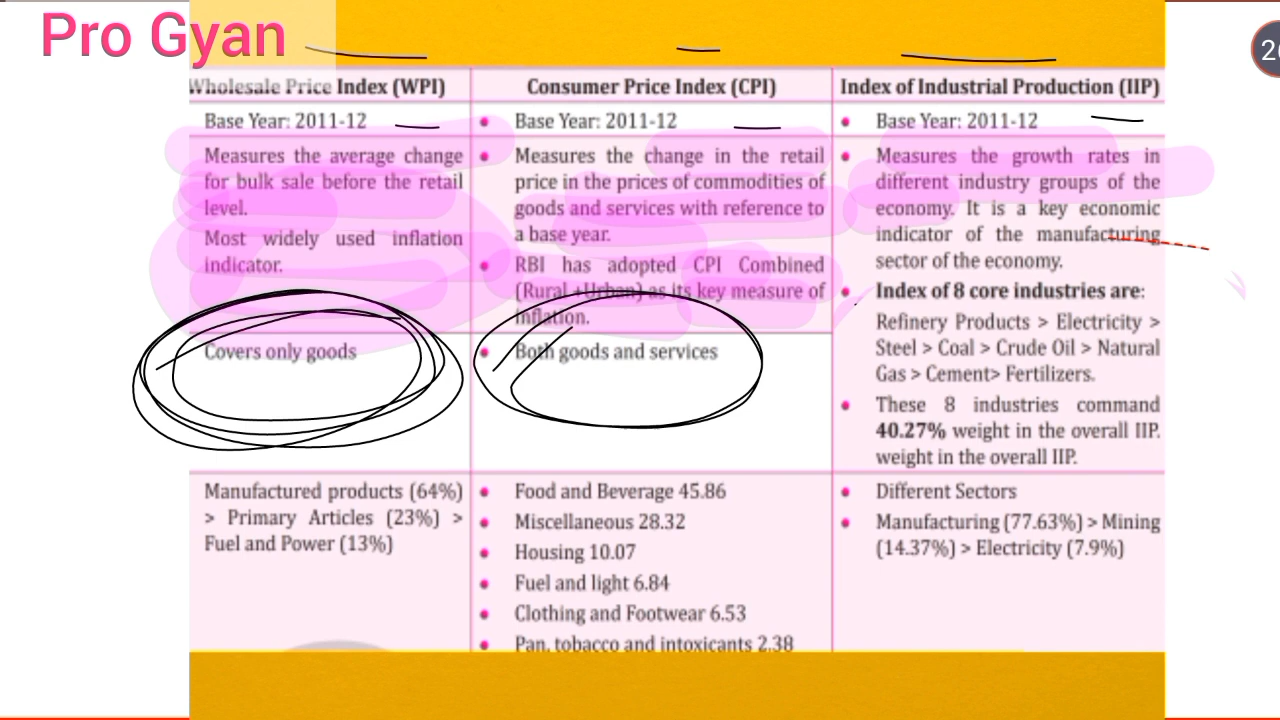 Pro Gyan
26
Wholesale Price Index (WPI)
Consumer Price Index (CPI)
Index of Industrial Production (IIP)
Base Year: 2011-12
Base Year: 2011-12
Base Year: 2011-12
Measures the average change
for bulk sale before the retail
level.
Most widely used inflation
indicator.
Measures the change in the retail
price in the prices of commodities of
goods and services with reference to
a base year.
RBI has adopted CPI Combined
(Rural +Urban) as its key measure of
inflation.
Measures the growth rates in
different industry groups of the
economy. It is a key economic
indicator of the manufacturing
sector of the economy.
Index of 8 core industries are:
Refinery Products > Electricity >
Steel > Coal > Crude Oil > Natural
Gas > Cement> Fertilizers.
These 8 industries command
40.27% weight in the overall IIP.
weight in the overall IIP.
Covers only goods
Both goods and services
Manufactured products (64%)
> Primary Articles (23%) >
Fuel and Power (13%)
Food and Beverage 45.86
Miscellaneous 28.32
Housing 10.07
Fuel and light 6.84
Clothing and Footwear 6.53
Pan, tobacco and intoxicants 2.38
Different Sectors
Manufacturing (77.63%) > Mining
(14.37%) > Electricity (7.9%)